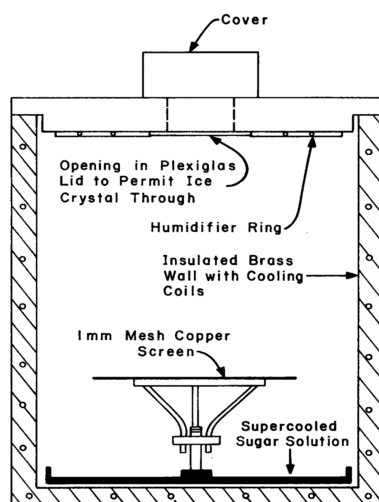 Cover
Opening in Plexiglas
Lid to Permit Ice
Crystal Through
Humidifier Ring
Insulated Brass
Wall with Cooling
Coils
1mm Mesh Copper
Screen
Supercooled
Sugar Solution